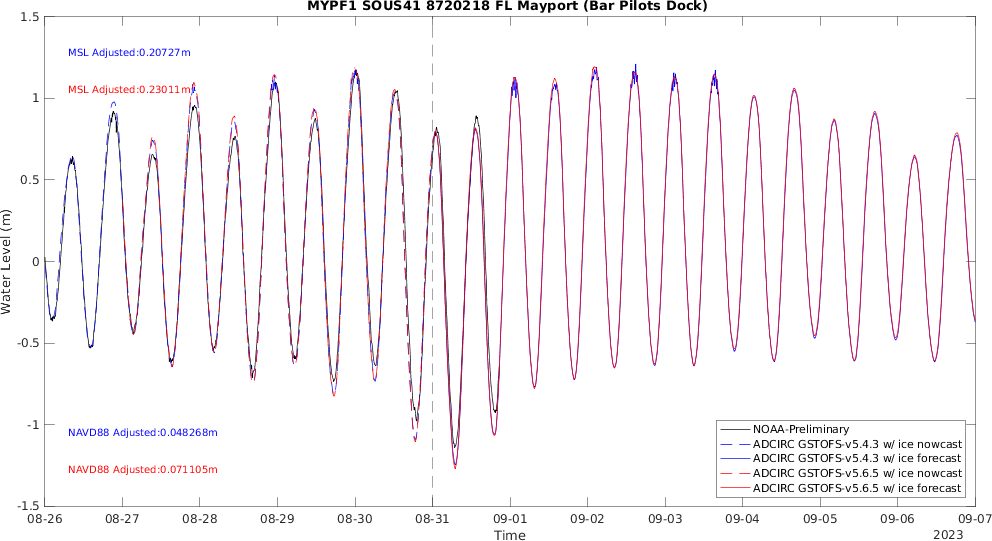 MYPF1 SOUS41 8720218 FL Mayport (Bar Pilots Dock)
1.5
1
0.5
0
-0.5
-1
-1.5
Water Level (m)
MSL Adjusted:0.20727m
MSL Adjusted:0.23011m
NAVD88 Adjusted:0.048268m
NAVD88 Adjusted:0.071105m
NOAA-Preliminary
ADCIRC GSTOFS-v5.4.3 w/ ice nowcast
ADCIRC GSTOFS-v5.4.3 w/ ice forecast
ADCIRC GSTOFS-v5.6.5 w/ ice nowcast
ADCIRC GSTOFS-v5.6.5 w/ ice forecast
08-26 08-27 08-28 08-29 08-30 08-31 09-01 09-02 09-03 09-04 09-05 09-06 09-07
Time
2023